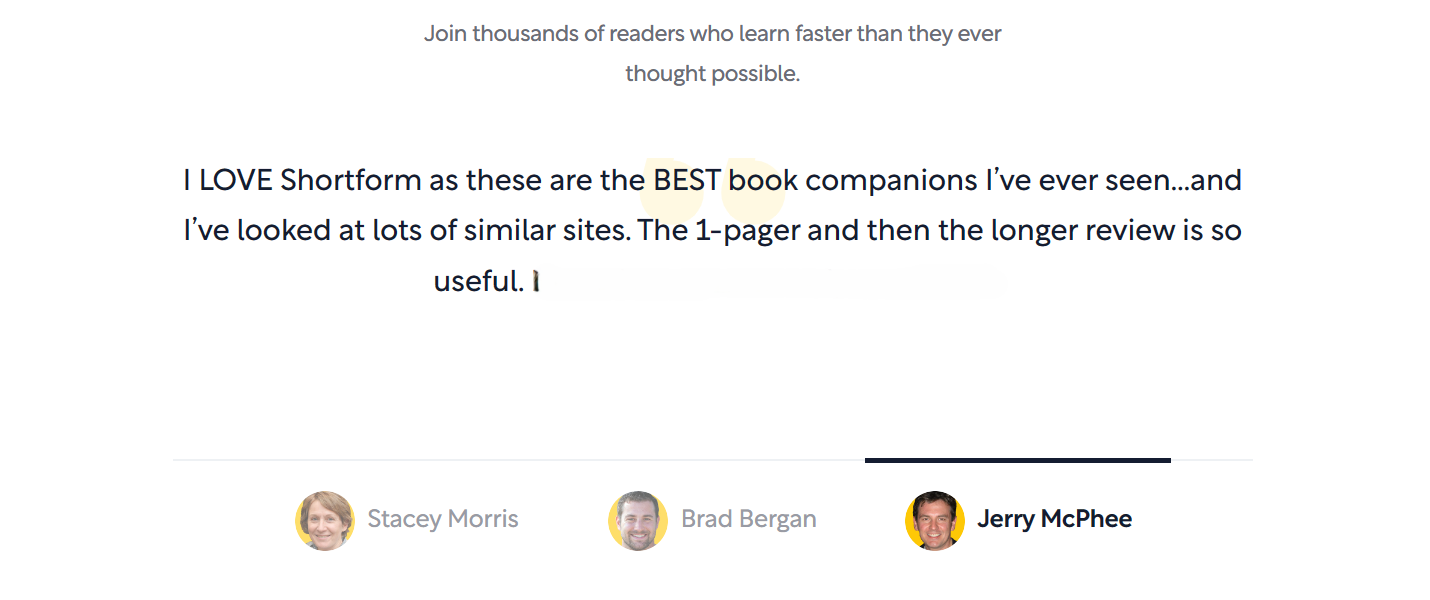 Join thousands of readers who learn faster than they ever
thought possible.
I LOVE Shortform as these are the BEST book companions I’ve ever seen...and
I’ve looked at lots of similar sites. The 1-pager and then the longer review is so
useful. I
Stacey Morris
Brad Bergan
Jerry McPhee